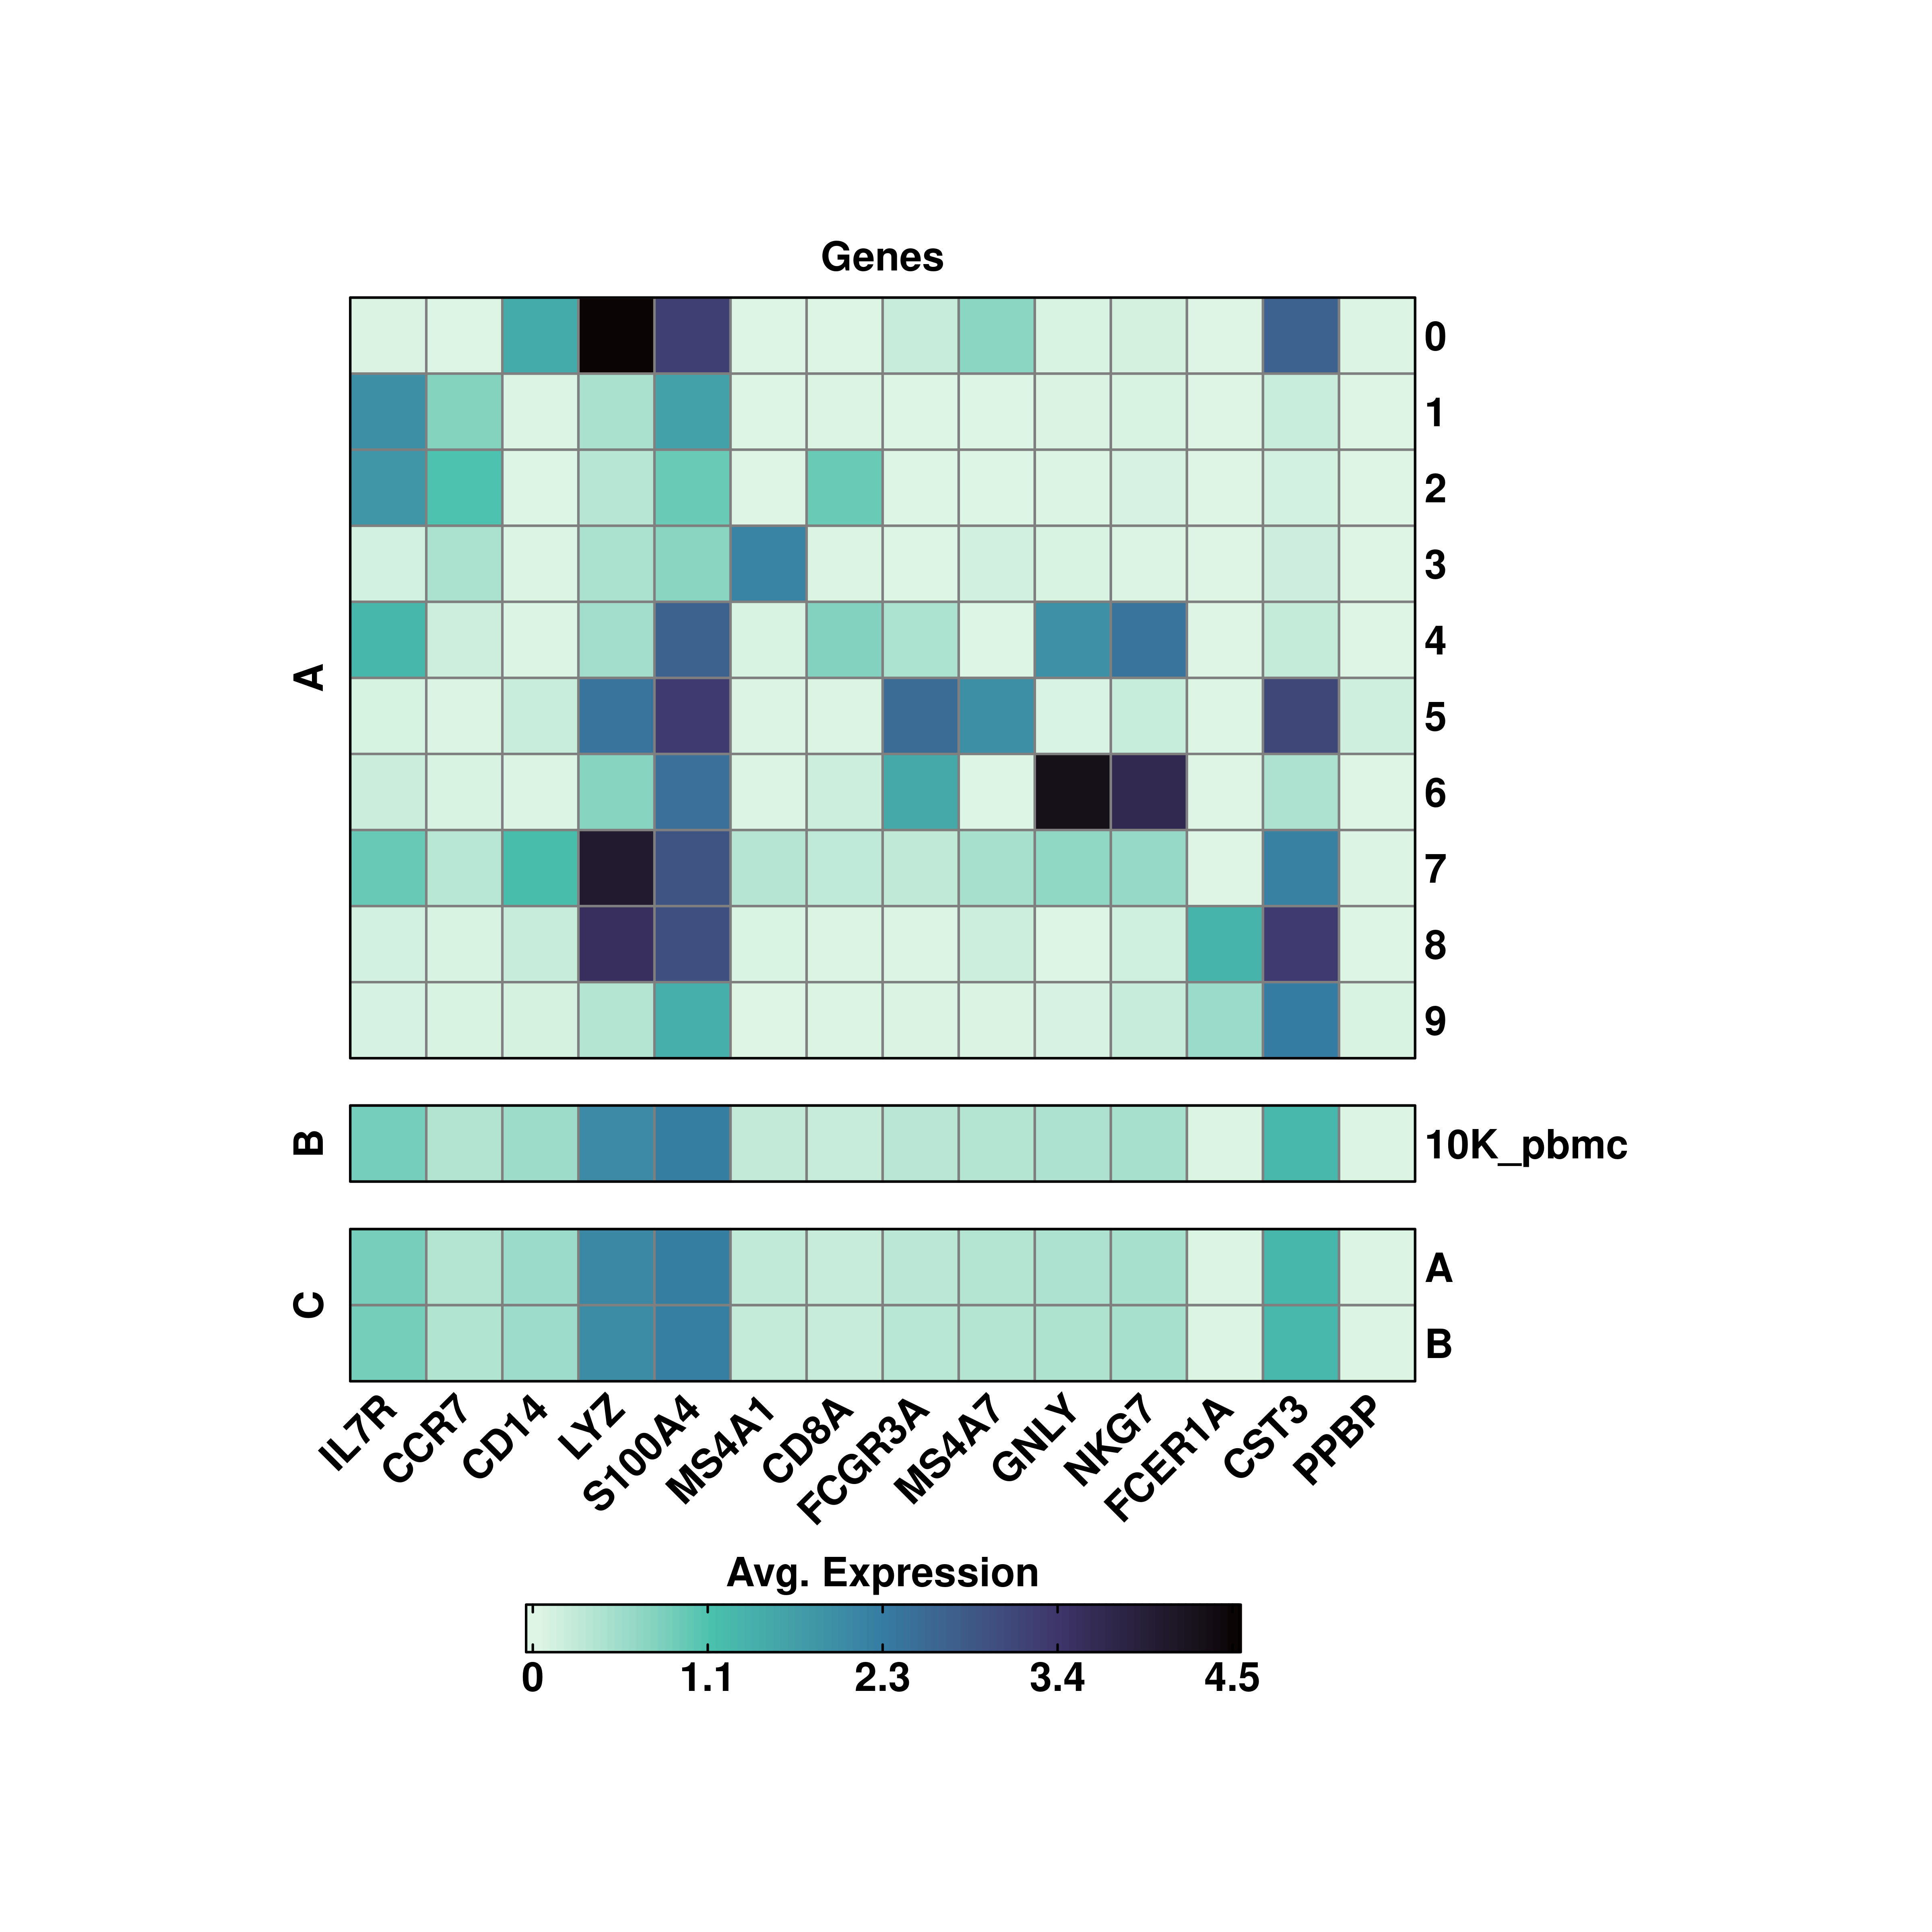 Genes
A
0
1
2
3
4
5
6
7
8
9
B
10K_pbmc
C
A
B
IL7R CCR7 CD14 LYZ S100A4 MS4A1 CD8A FCGR3A MS4A7 GNLY NKG7 FCER1A CST3 PPBP
Avg. Expression
0 1.1 2.3 3.4 4.5